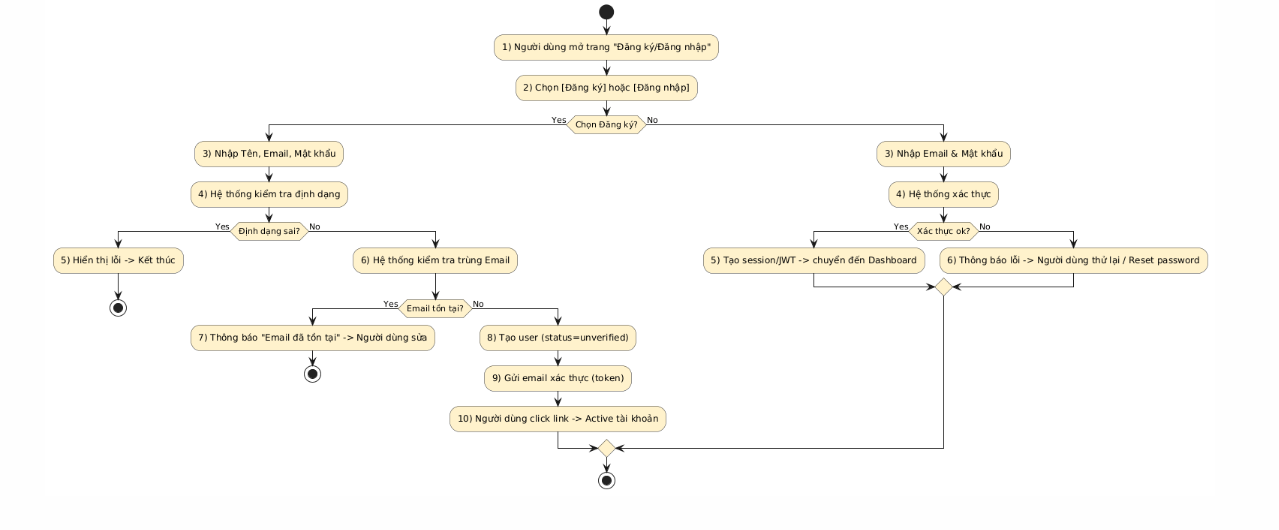 1) Người dùng mở trang "Đăng ký/Đăng nhập"
2) Chọn [Đăng ký] hoặc [Đăng nhập]
Yes
Chọn Đăng ký?
No
3) Nhập Tên, Email, Mật khẩu
4) Hệ thống kiểm tra định dạng
Yes
Định dạng sai?
No
5) Hiển thị lỗi -> Kết thúc
6) Hệ thống kiểm tra trùng Email
Yes
Email tồn tại?
No
7) Thông báo "Email đã tồn tại" -> Người dùng sửa
8) Tạo user (status=unverified)
9) Gửi email xác thực (token)
10) Người dùng click link -> Active tài khoản
3) Nhập Email & Mật khẩu
4) Hệ thống xác thực
Yes
Xác thực ok?
No
5) Tạo session/JWT -> chuyển đến Dashboard
6) Thông báo lỗi -> Người dùng thử lại / Reset password